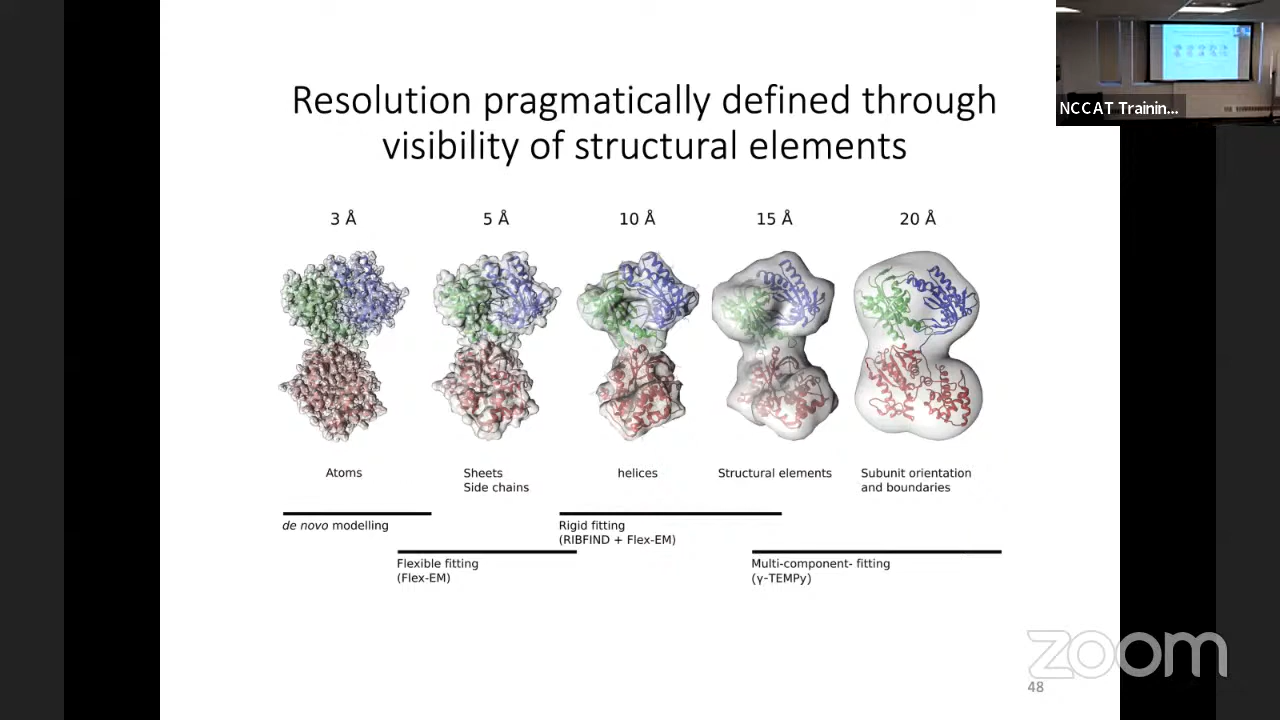 Resolution pragmatically defined through
visibility of structural elements
NCCAT Trainin...
3 Å
5 Å
10 Å
15 Å
20 Å
Atoms
Sheets
Side chains
helices
Structural elements
Subunit orientation
and boundaries
de novo modelling
Flexible fitting
(Flex-EM)
Rigid fitting
(RIBFIND + Flex-EM)
Multi-component- fitting
(γ-TEMPy)
zoom
48